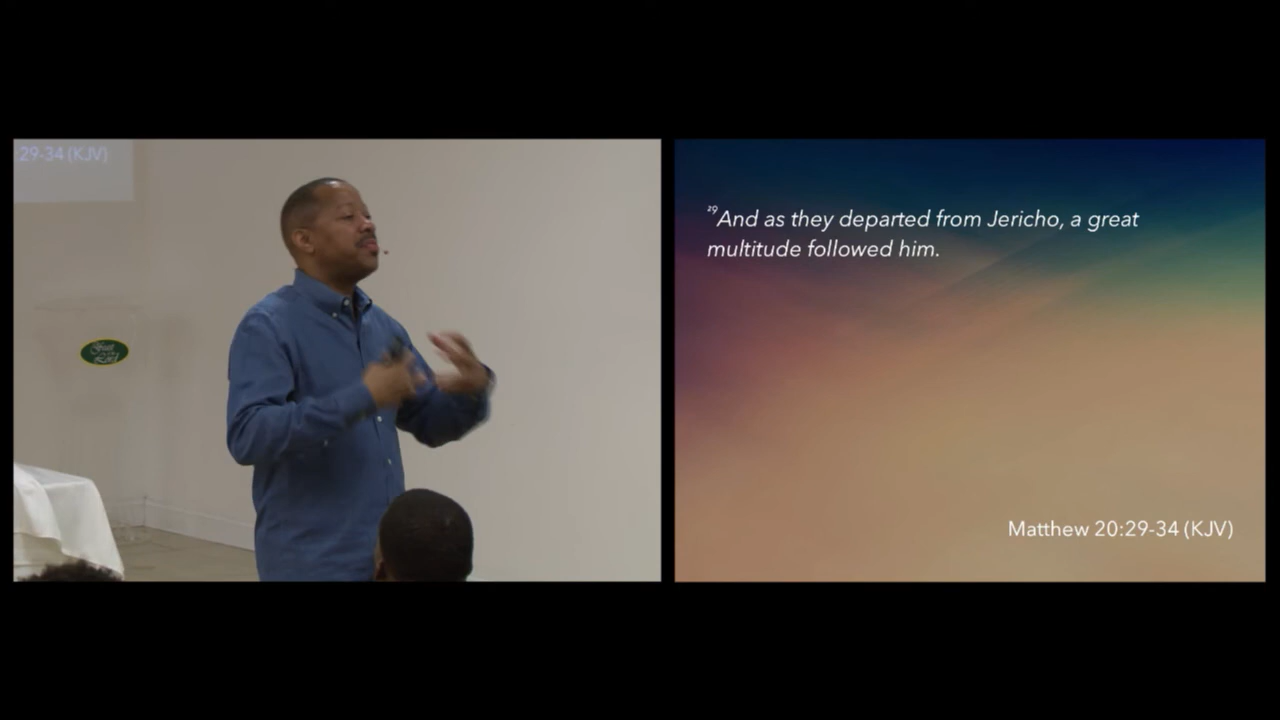 :29-34 (KJV)
²⁹And as they departed from Jericho, a great
multitude followed him.
Matthew 20:29-34 (KJV)